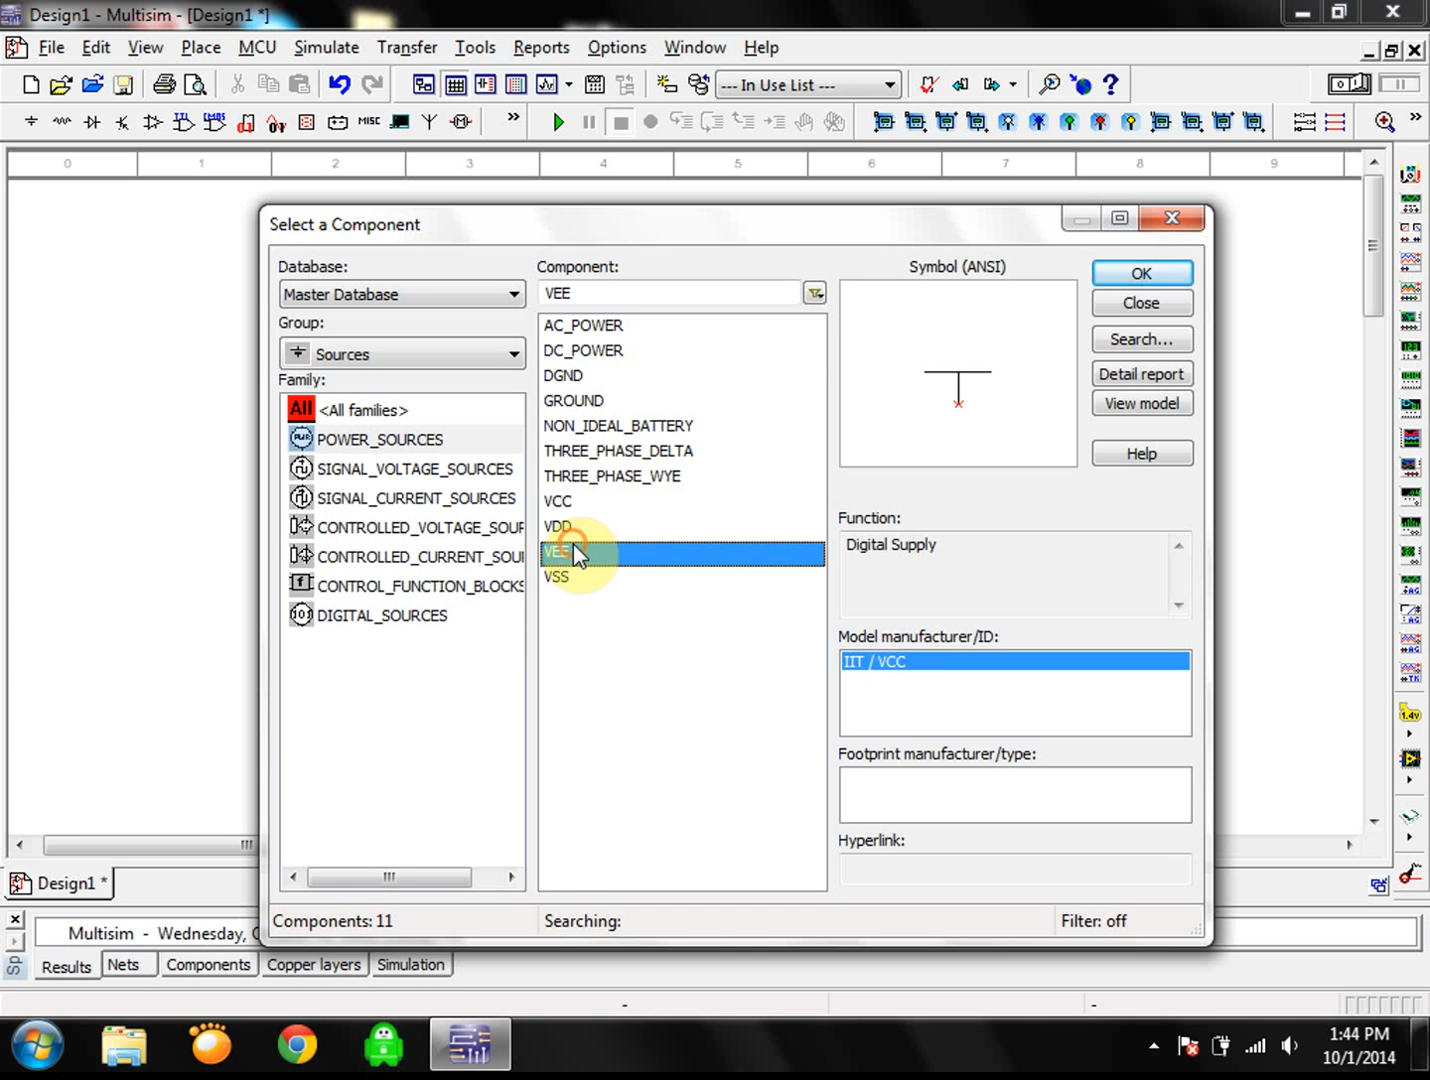 Design1 - Multisim - [Design1 *]
File Edit View Place MCU Simulate Transfer Tools Reports Options Window Help
--- In Use List ---
MISC
0 1 2 3 4 5 6 7 8 9
Select a Component
Database:
Master Database
Group:
Sources
Family:
All <All families>
POWER_SOURCES
SIGNAL_VOLTAGE_SOURCES
SIGNAL_CURRENT_SOURCES
CONTROLLED_VOLTAGE_SOUR
CONTROLLED_CURRENT_SOU
CONTROL_FUNCTION_BLOCKS
DIGITAL_SOURCES
Component:
VEE
AC_POWER
DC_POWER
DGND
GROUND
NON_IDEAL_BATTERY
THREE_PHASE_DELTA
THREE_PHASE_WYE
VCC
VDD
VEE
VSS
Symbol (ANSI)
OK
Close
Search...
Detail report
View model
Help
Function:
Digital Supply
Model manufacturer/ID:
IIT / VCC
Footprint manufacturer/type:
Hyperlink:
Components: 11
Searching:
Filter: off
1.4v
Design1 *
Multisim - Wednesday,
Results Nets Components Copper layers Simulation
- -
1:44 PM
10/1/2014